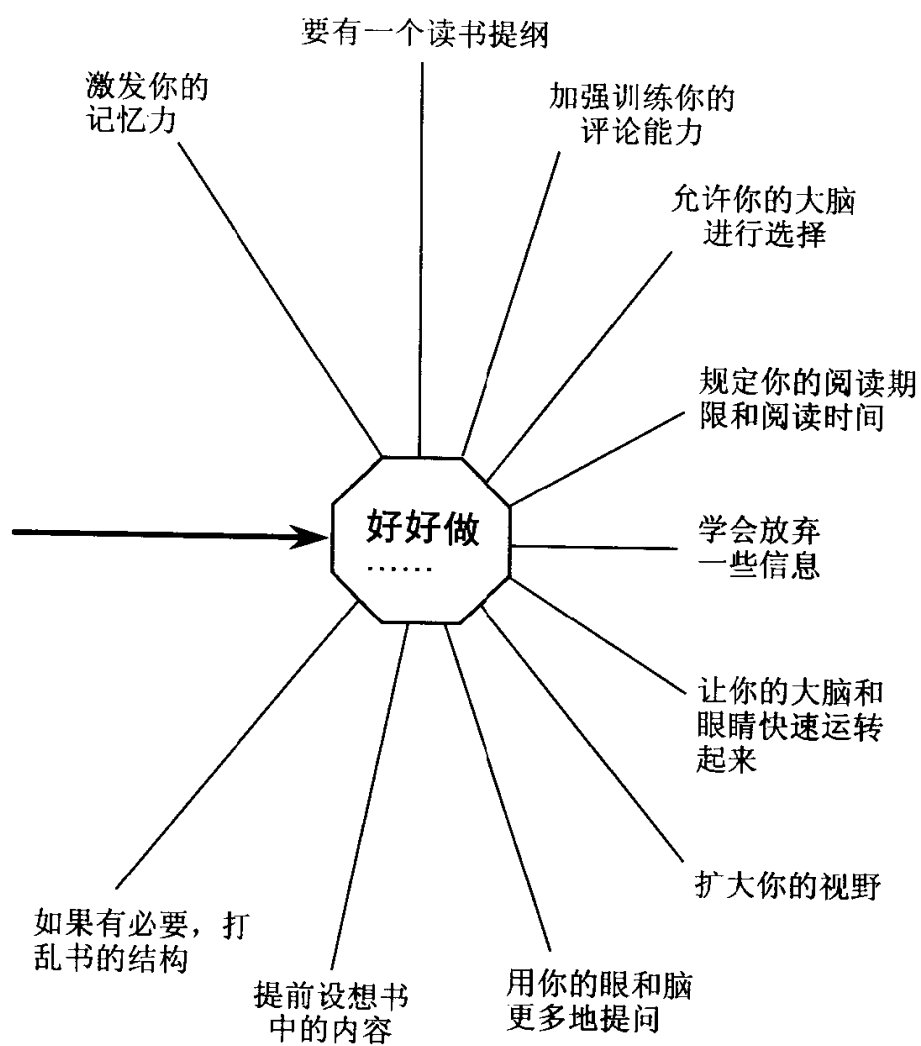 要有一个读书提纲
激发你的
记忆力
加强训练你的
评论能力
允许你的大脑
进行选择
规定你的阅读期
限和阅读时间
好好做
······
学会放弃
一些信息
让你的大脑和
眼睛快速运转
起来
扩大你的视野
用你的眼和脑
更多地提问
提前设想书
中的内容
如果有必要，打
乱书的结构